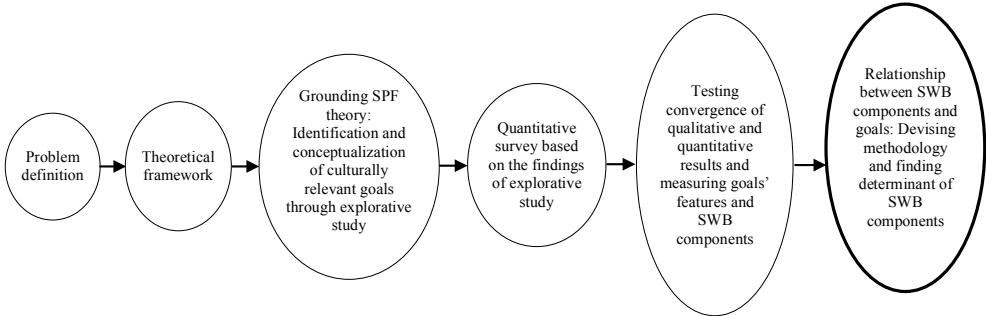 Problem
definition
Theoretical
framework
Grounding SPF
theory:
Identification and
conceptualization
of culturally
relevant goals
through explorative
study
Quantitative
survey based
on the findings
of explorative
study
Testing
convergence of
qualitative and
quantitative
results and
measuring goals’
features and
SWB
components
Relationship
between SWB
components and
goals: Devising
methodology
and finding
determinant of
SWB
components